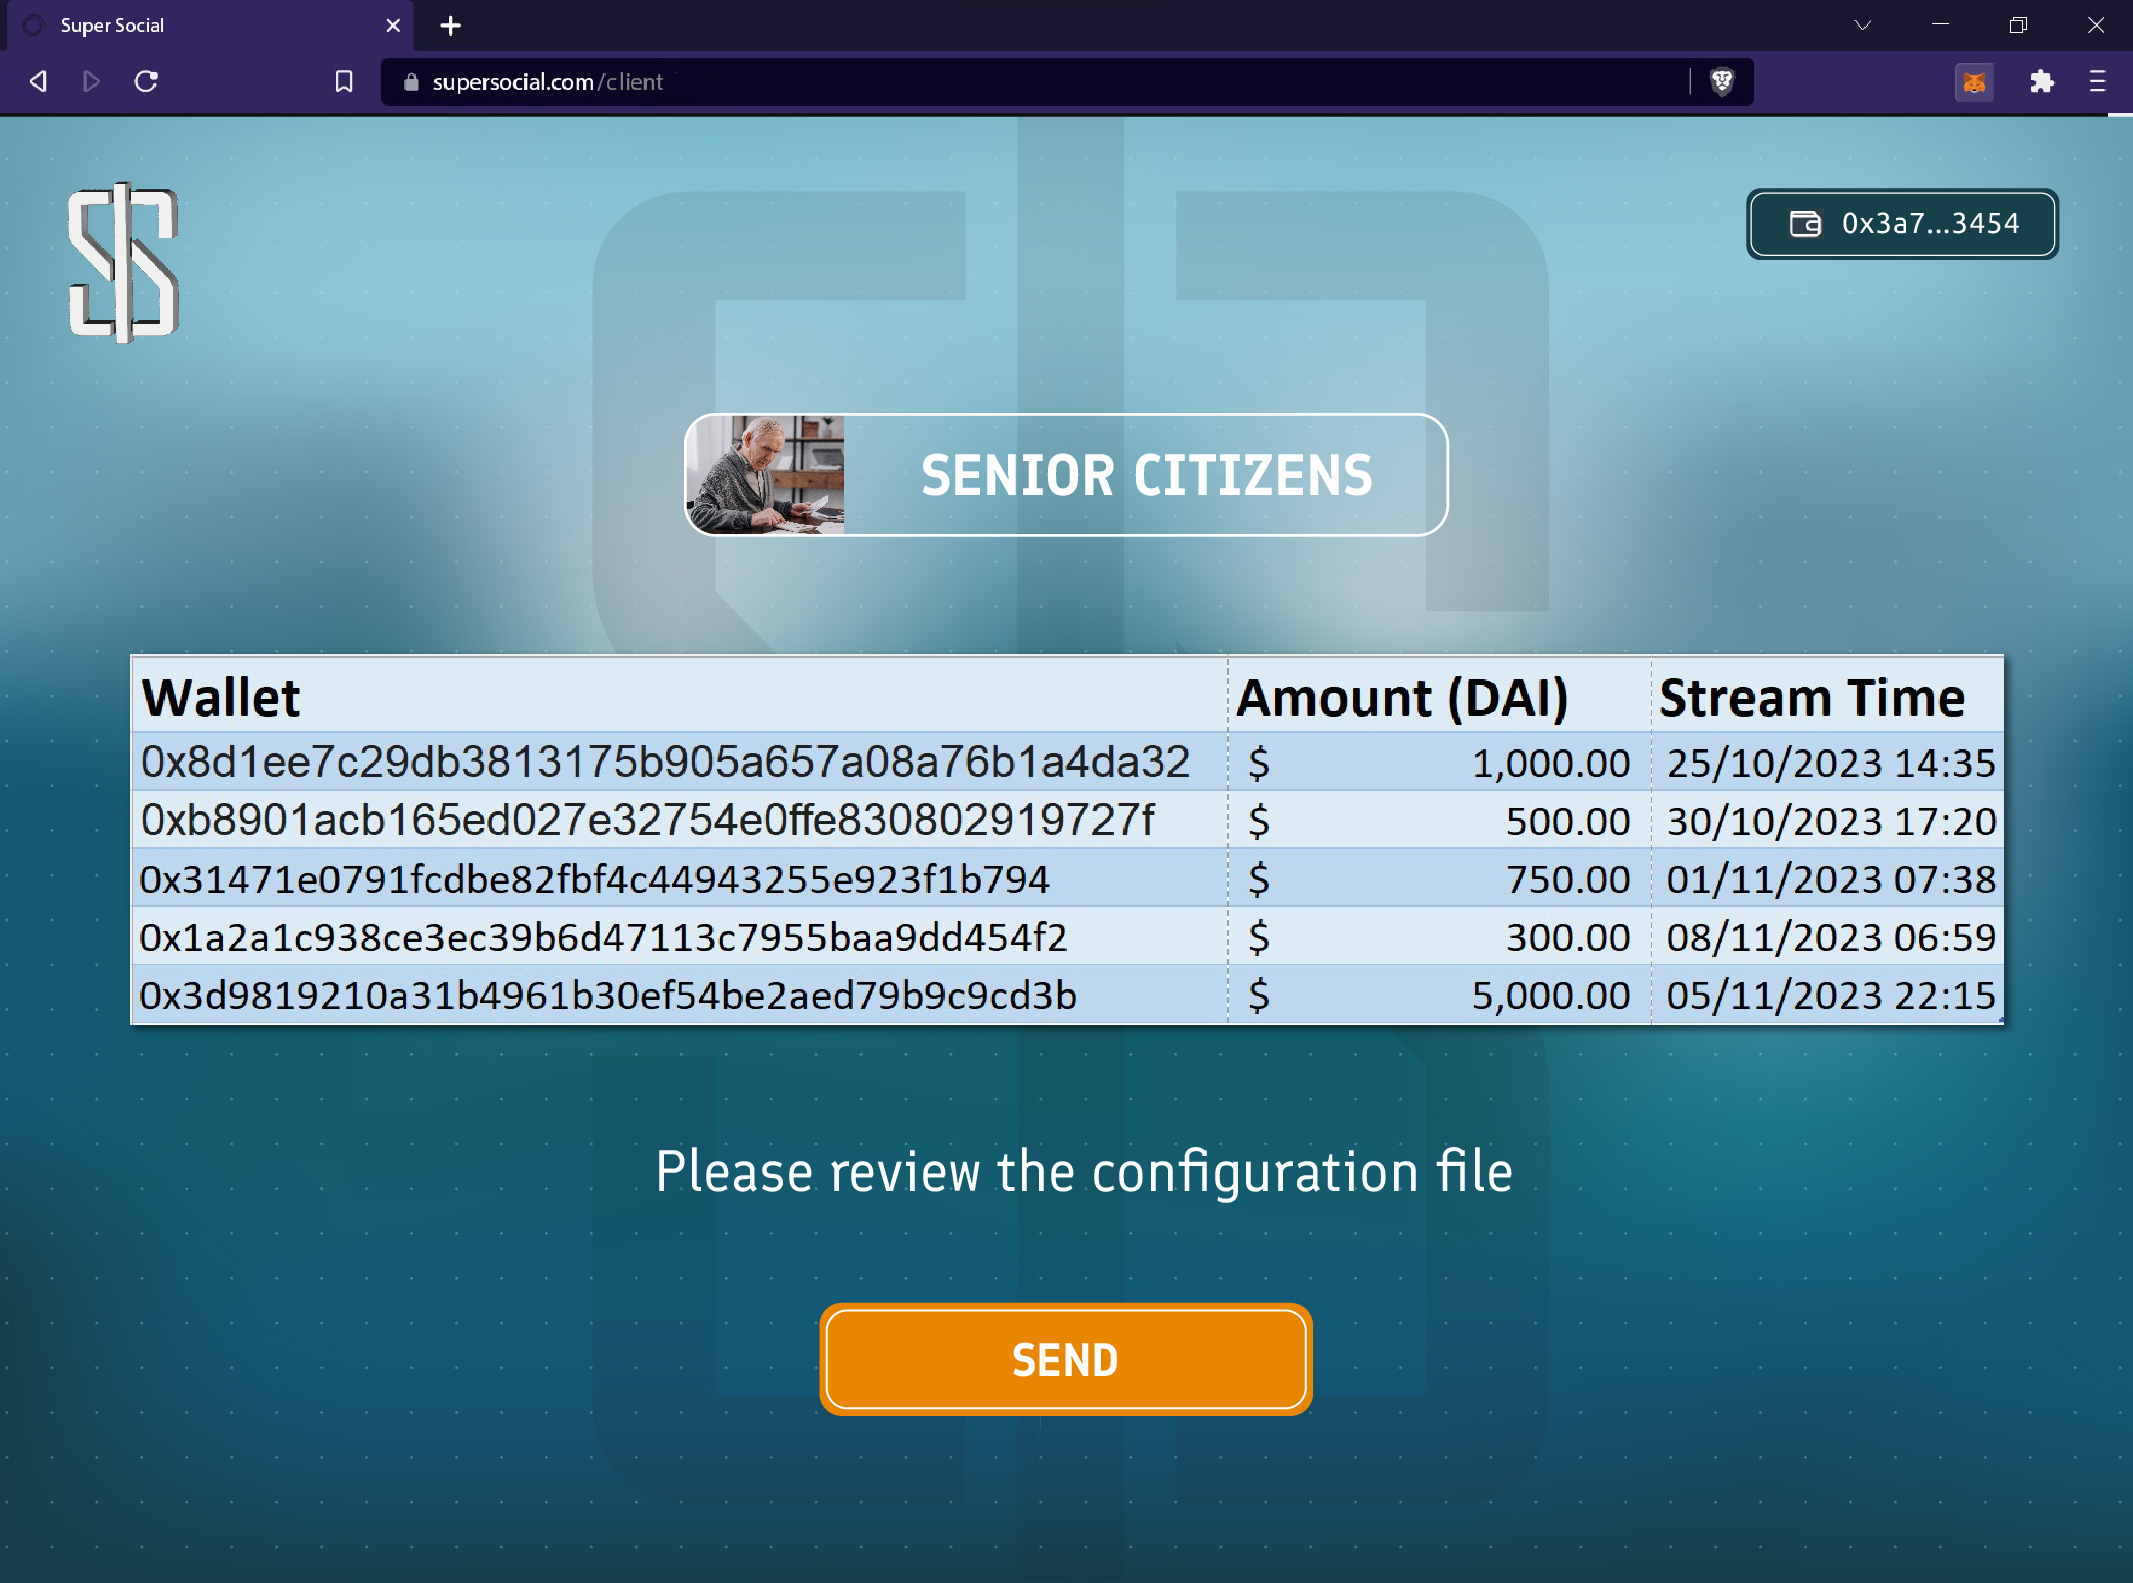 Super Social
supersocial.com/client
0x3a7...3454
SENIOR CITIZENS
Wallet Amount (DAI) Stream Time
0x8d1ee7c29db3813175b905a657a08a76b1a4da32 $ 1,000.00 25/10/2023 14:35
0xb8901acb165ed027e32754e0ffe830802919727f $ 500.00 30/10/2023 17:20
0x31471e0791fcdbe82fbf4c44943255e923f1b794 $ 750.00 01/11/2023 07:38
0x1a2a1c938ce3ec39b6d47113c7955baa9dd454f2 $ 300.00 08/11/2023 06:59
0x3d9819210a31b4961b30ef54be2aed79b9c9cd3b $ 5,000.00 05/11/2023 22:15
Please review the configuration file
SEND